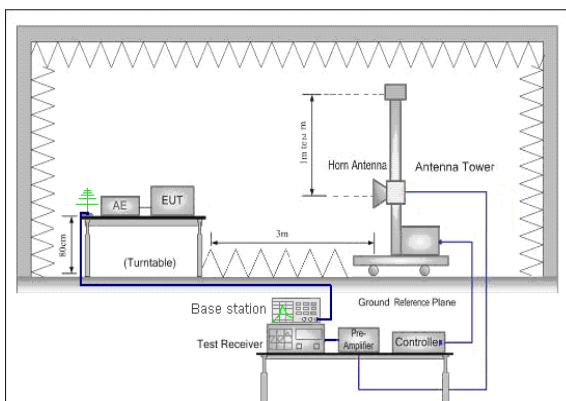 1m to 4 m
Horn Antenna
Antenna Tower
AE
EUT
80cm
(Turntable)
3m
Ground Reference Plane
Base station
Test Receiver
Pre-
Amplifier
Controller